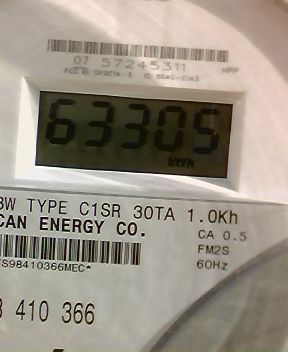 07 57245311
63305
kWh
3W TYPE C1SR 30TA 1.0Kh
CAN ENERGY CO.
CA 0.5
FM2S
60Hz
S98410366MEC*
410 366